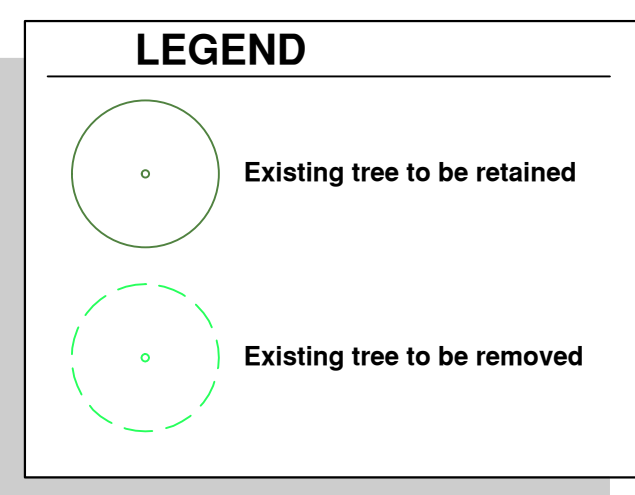 LEGEND
Existing tree to be retained
Existing tree to be removed